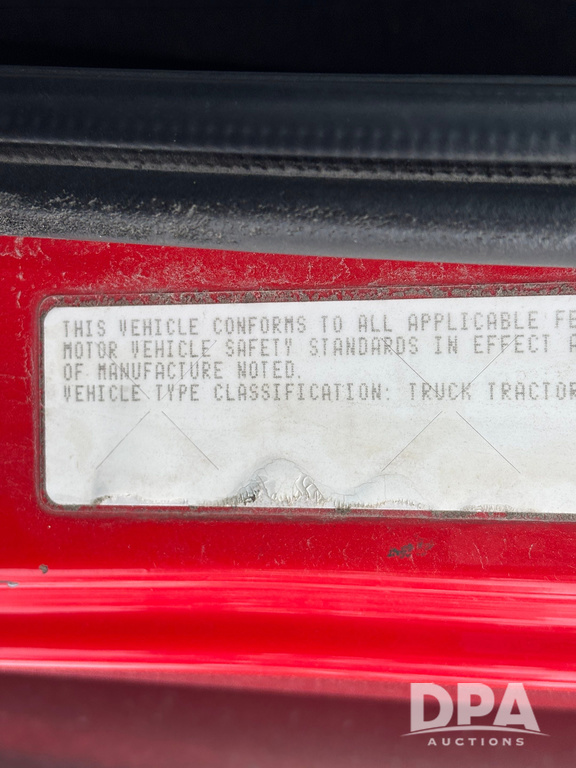 THIS VEHICLE CONFORMS TO ALL APPLICABLE FE
MOTOR VEHICLE SAFETY STANDARDS IN EFFECT A
OF MANUFACTURE NOTED.
VEHICLE TYPE CLASSIFICATION: TRUCK TRACTOR
DPA
AUCTIONS